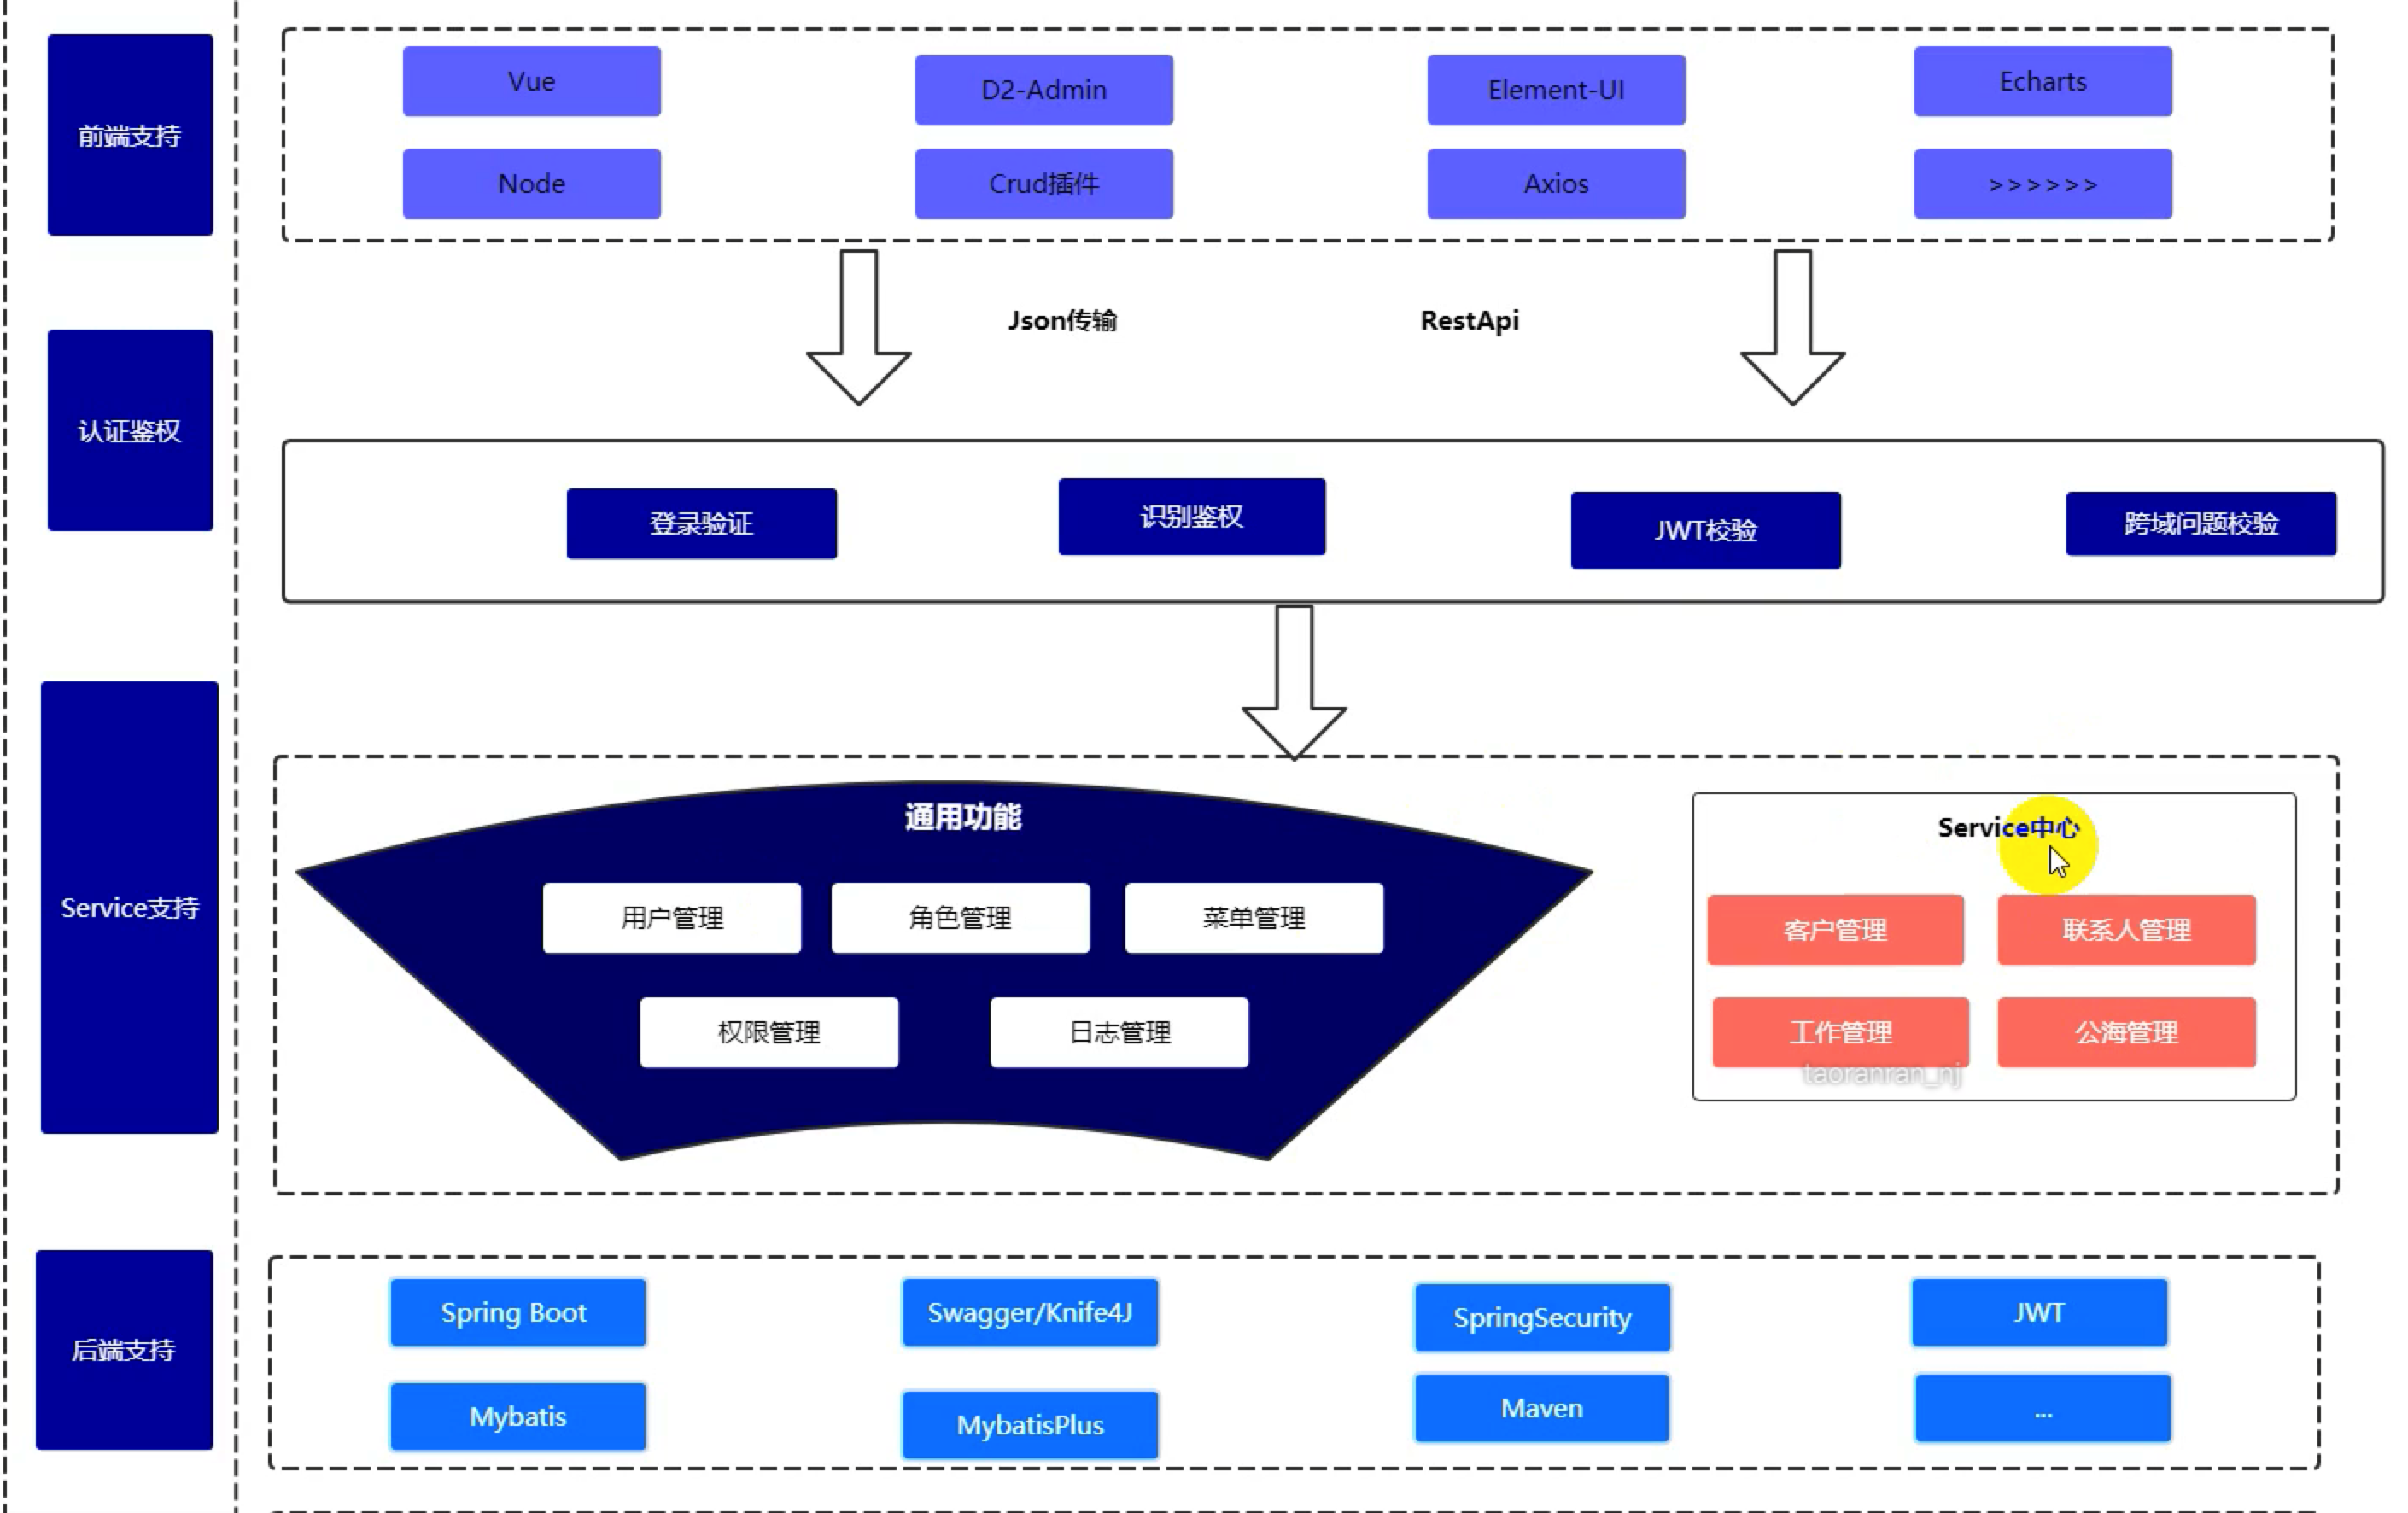 前端支持
Vue
D2-Admin
Element-UI
Echarts
Node
Crud插件
Axios
>>>>>>
Json传输
RestApi
认证鉴权
登录验证
识别鉴权
JWT校验
跨域问题校验
Service支持
通用功能
用户管理
角色管理
菜单管理
权限管理
日志管理
Service中心
客户管理
联系人管理
工作管理
公海管理
taoranran_nj
后端支持
Spring Boot
Swagger/Knife4J
SpringSecurity
JWT
Mybatis
MybatisPlus
Maven
...